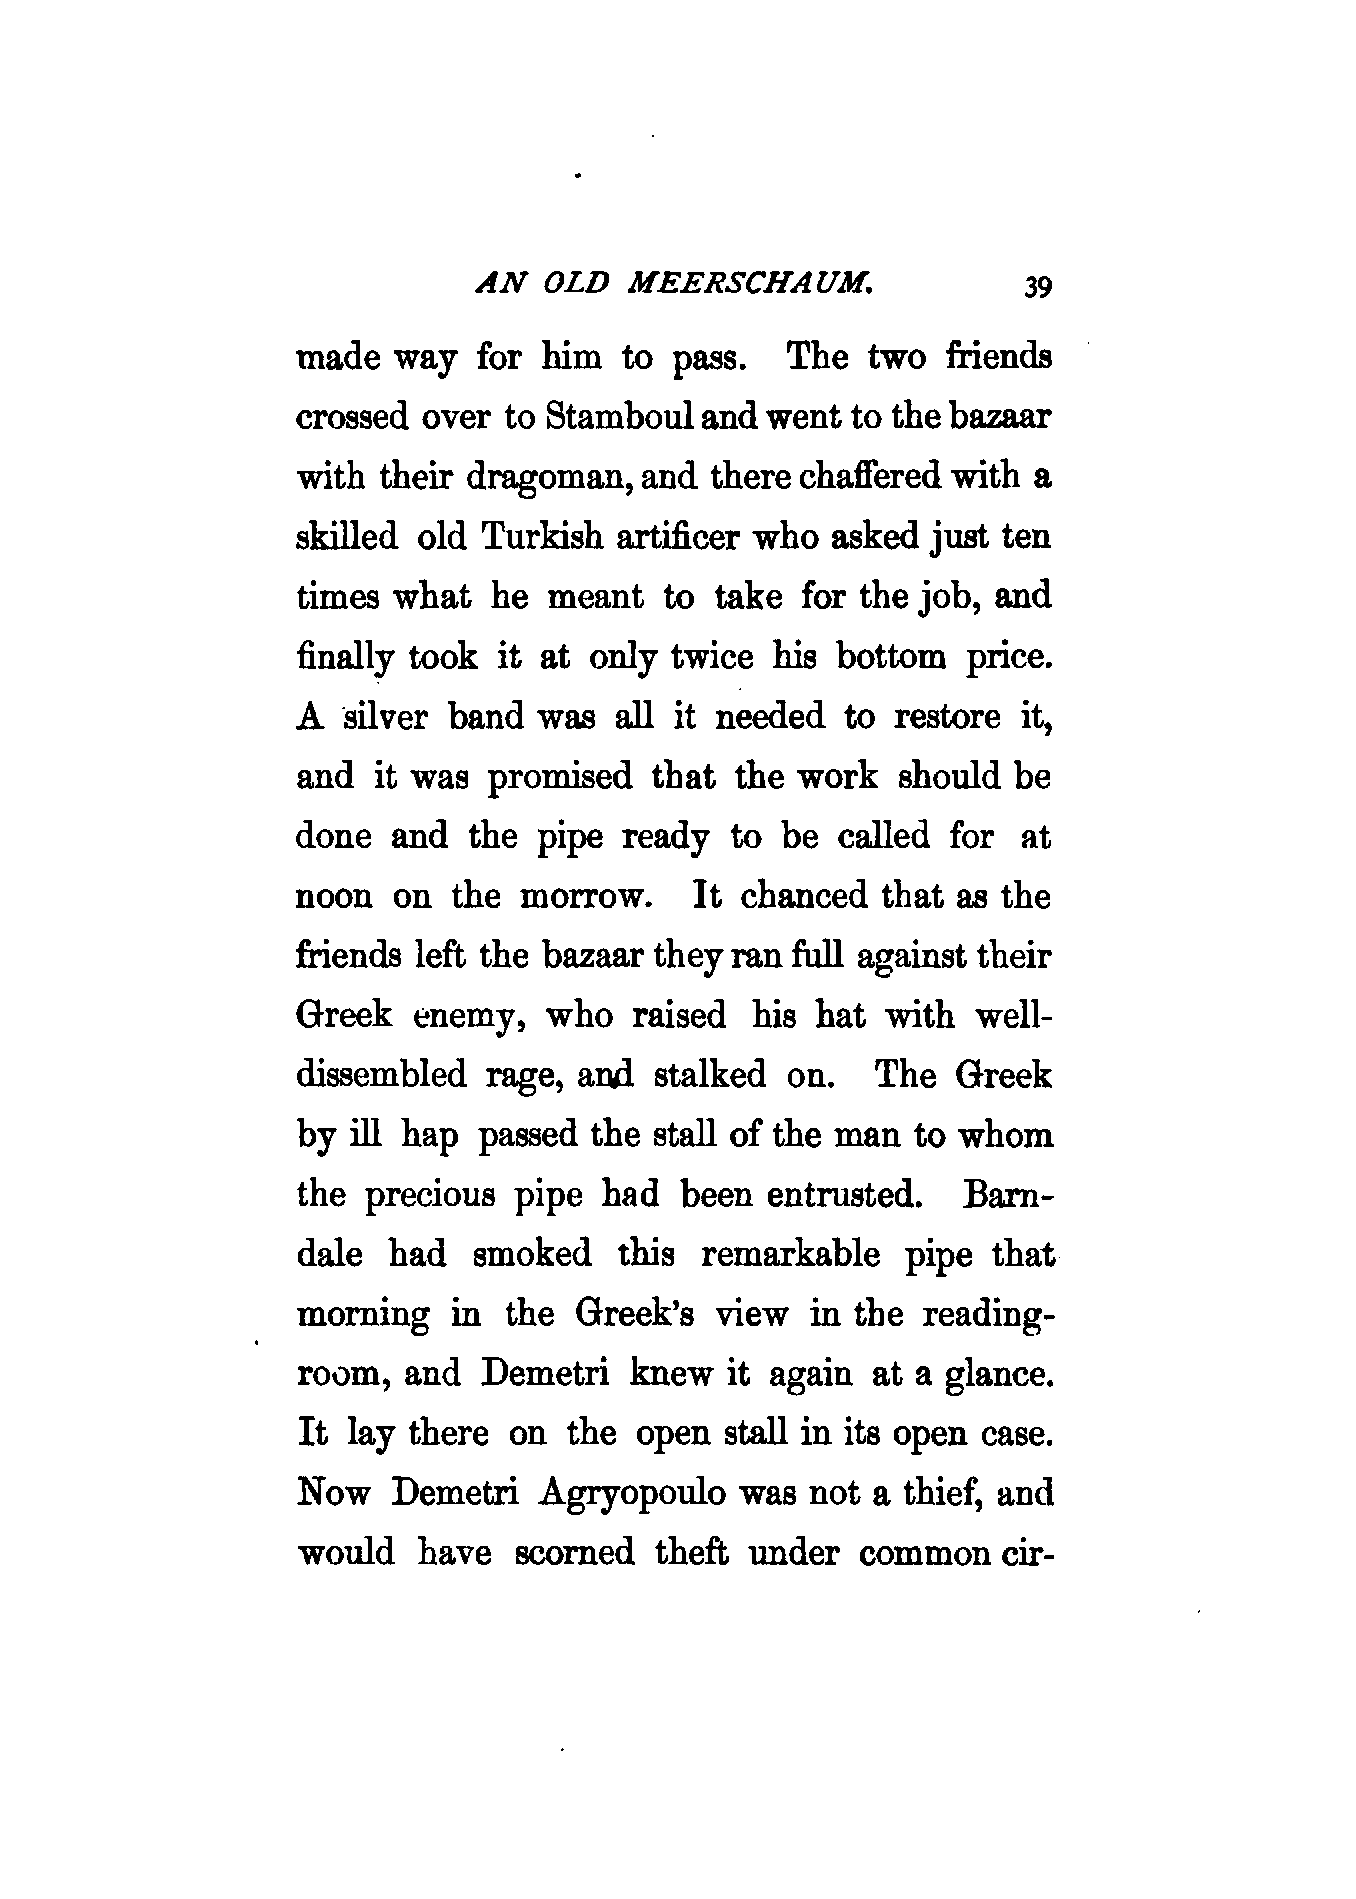 AN OLD MEERSCHAUM. 39
made way for him to pass. The two friends
crossed over to Stamboul and went to the bazaar
with their dragoman, and there chaffered with a
skilled old Turkish artificer who asked just ten
times what he meant to take for the job, and
finally took it at only twice his bottom price.
A silver band was all it needed to restore it,
and it was promised that the work should be
done and the pipe ready to be called for at
noon on the morrow. It chanced that as the
friends left the bazaar they ran full against their
Greek enemy, who raised his hat with well-
dissembled rage, and stalked on. The Greek
by ill hap passed the stall of the man to whom
the precious pipe had been entrusted. Barn-
dale had smoked this remarkable pipe that
morning in the Greek's view in the reading-
room, and Demetri knew it again at a glance.
It lay there on the open stall in its open case.
Now Demetri Agryopoulo was not a thief, and
would have scorned theft under common cir-